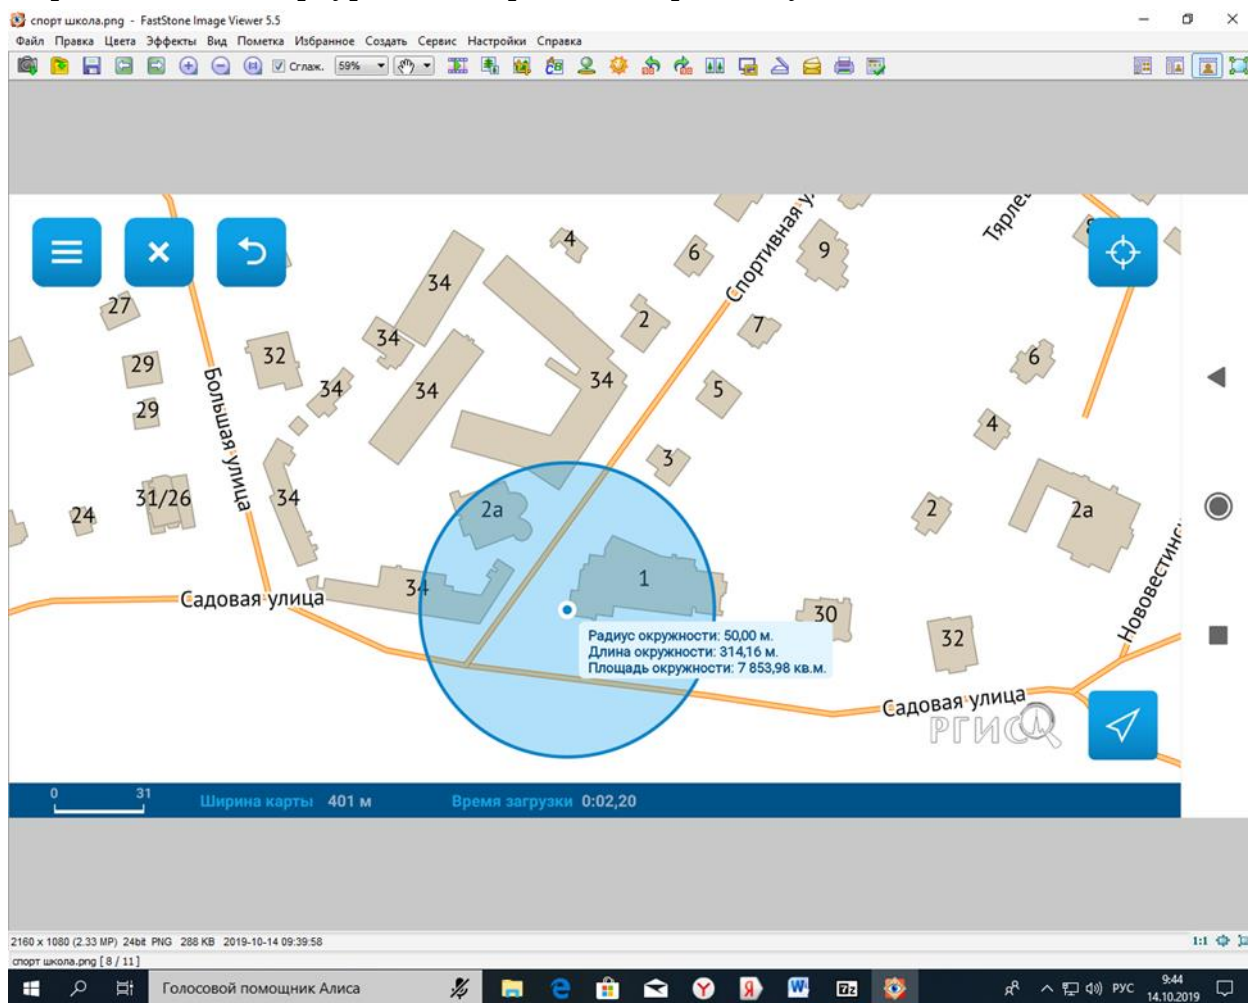 спорт школа.png - FastStone Image Viewer 5.5
Файл Правка Цвета Эффекты Вид Пометка Избранное Создать Сервис Настройки Справка
Сглаж. 59%
Спортивная у
Тярлев
4
6
9
8
34
27
2
7
34
32
29
34
34
34
5
6
29
Большая улица
4
3
31/26
34
24
2а
2
2а
Нововестинск
1
34
Садовая улица
30
32
Радиус окружности: 50,00 м.
Длина окружности: 314,16 м.
Площадь окружности: 7 853,98 кв.м.
Садовая улица
РГИС
0 31
Ширина карты 401 м
Время загрузки 0:02,20
2160 x 1080 (2.33 MP) 24bit PNG 288 KB 2019-10-14 09:39:58
1:1
спорт школа.png [ 8 / 11 ]
Голосовой помощник Алиса
РУС
9:44
14.10.2019